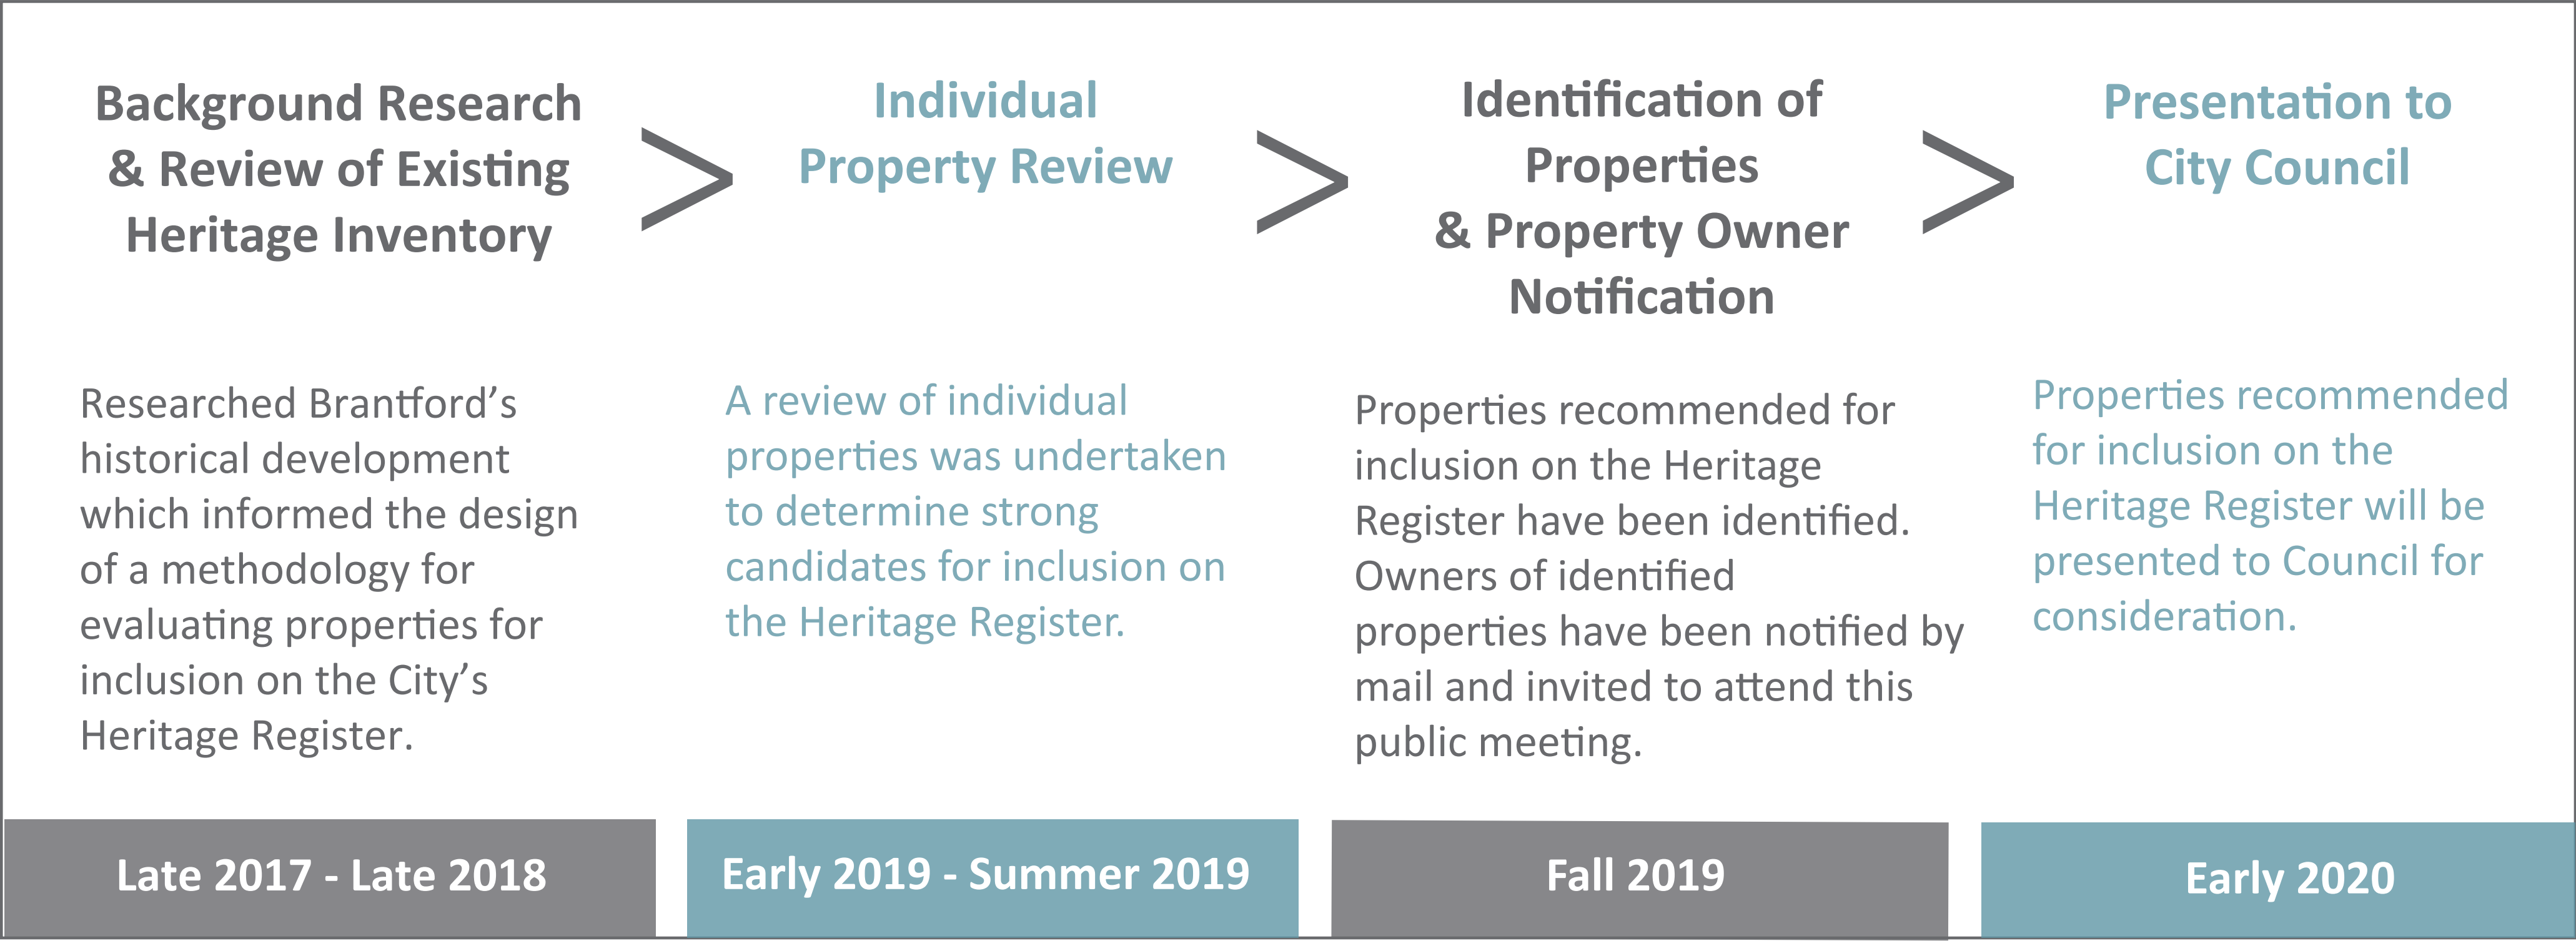 Background Research
& Review of Existing
Heritage Inventory
>
Individual
Property Review
>
Identification of
Properties
& Property Owner
Notification
>
Presentation to
City Council
Researched Brantford’s
historical development
which informed the design
of a methodology for
evaluating properties for
inclusion on the City’s
Heritage Register.
A review of individual
properties was undertaken
to determine strong
candidates for inclusion on
the Heritage Register.
Properties recommended for
inclusion on the Heritage
Register have been identified.
Owners of identified
properties have been notified by
mail and invited to attend this
public meeting.
Properties recommended
for inclusion on the
Heritage Register will be
presented to Council for
consideration.
Late 2017 - Late 2018
Early 2019 - Summer 2019
Fall 2019
Early 2020